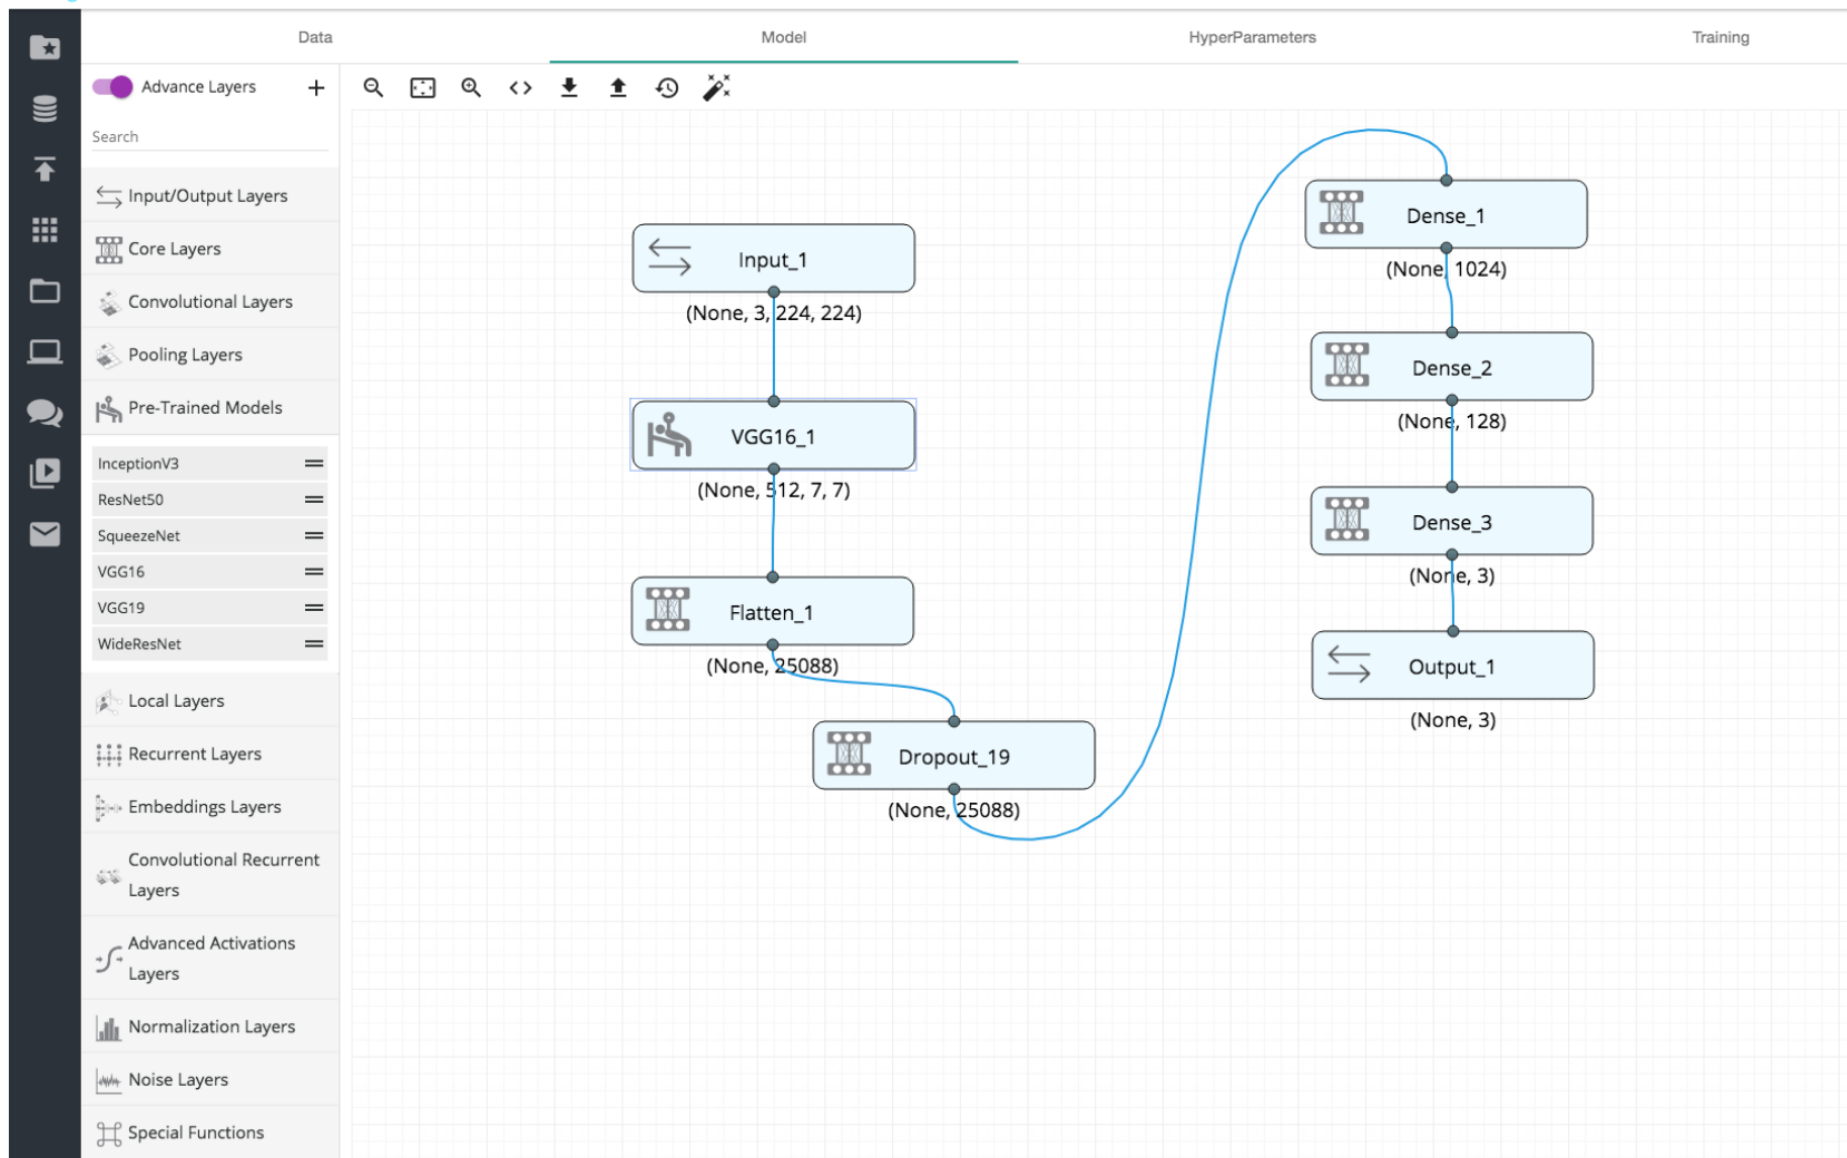 Data
Model
HyperParameters
Training
Advance Layers
Search
Input/Output Layers
Core Layers
Convolutional Layers
Pooling Layers
Pre-Trained Models
InceptionV3
ResNet50
SqueezeNet
VGG16
VGG19
WideResNet
Local Layers
Recurrent Layers
Embeddings Layers
Convolutional Recurrent
Layers
Advanced Activations
Layers
Normalization Layers
Noise Layers
Special Functions
Input_1
(None, 3, 224, 224)
VGG16_1
(None, 512, 7, 7)
Flatten_1
(None, 25088)
Dropout_19
(None, 25088)
Dense_1
(None, 1024)
Dense_2
(None, 128)
Dense_3
(None, 3)
Output_1
(None, 3)